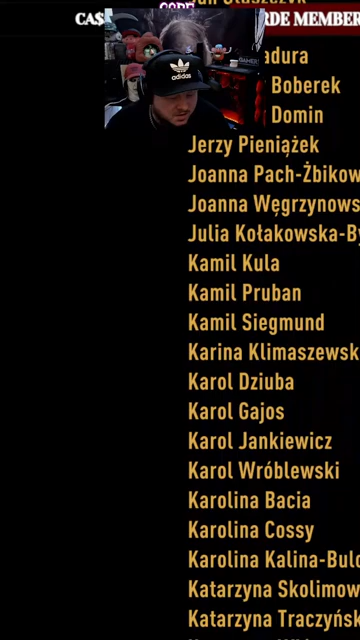 CA$
RDE MEMBER
adura
Boberek
Domin
Jerzy Pieniążek
Joanna Pach-Żbikow
Joanna Węgrzynows
Julia Kołakowska-By
Kamil Kula
Kamil Pruban
Kamil Siegmund
Karina Klimaszewsk
Karol Dziuba
Karol Gajos
Karol Jankiewicz
Karol Wróblewski
Karolina Bacia
Karolina Cossy
Karolina Kalina-Bulc
Katarzyna Skolimow
Katarzyna Traczyńsk
adidas